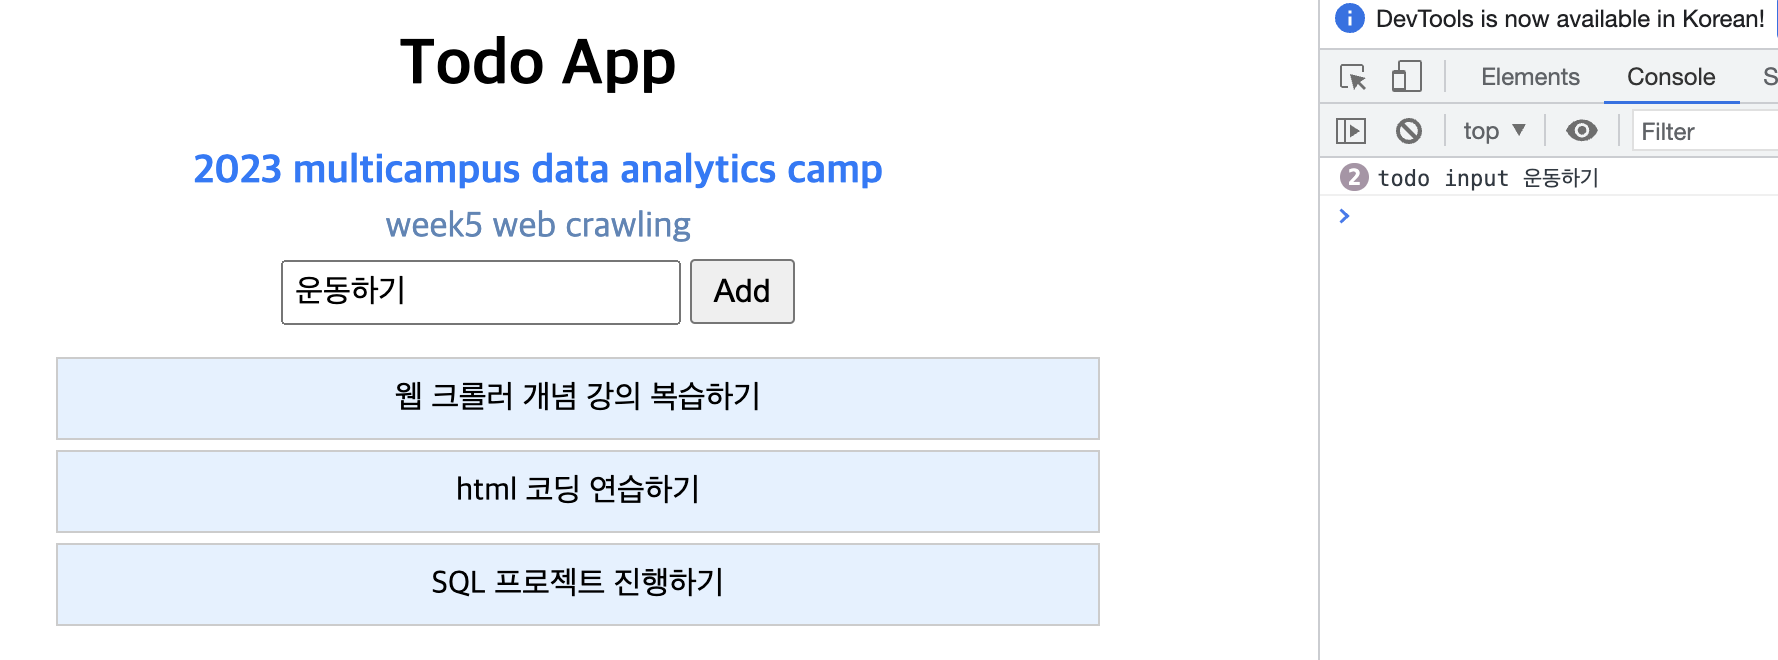 Todo App
2023 multicampus data analytics camp
week5 web crawling
운동하기 Add
웹 크롤러 개념 강의 복습하기
html 코딩 연습하기
SQL 프로젝트 진행하기
DevTools is now available in Korean!
Elements Console S
top Filter
2 todo input 운동하기